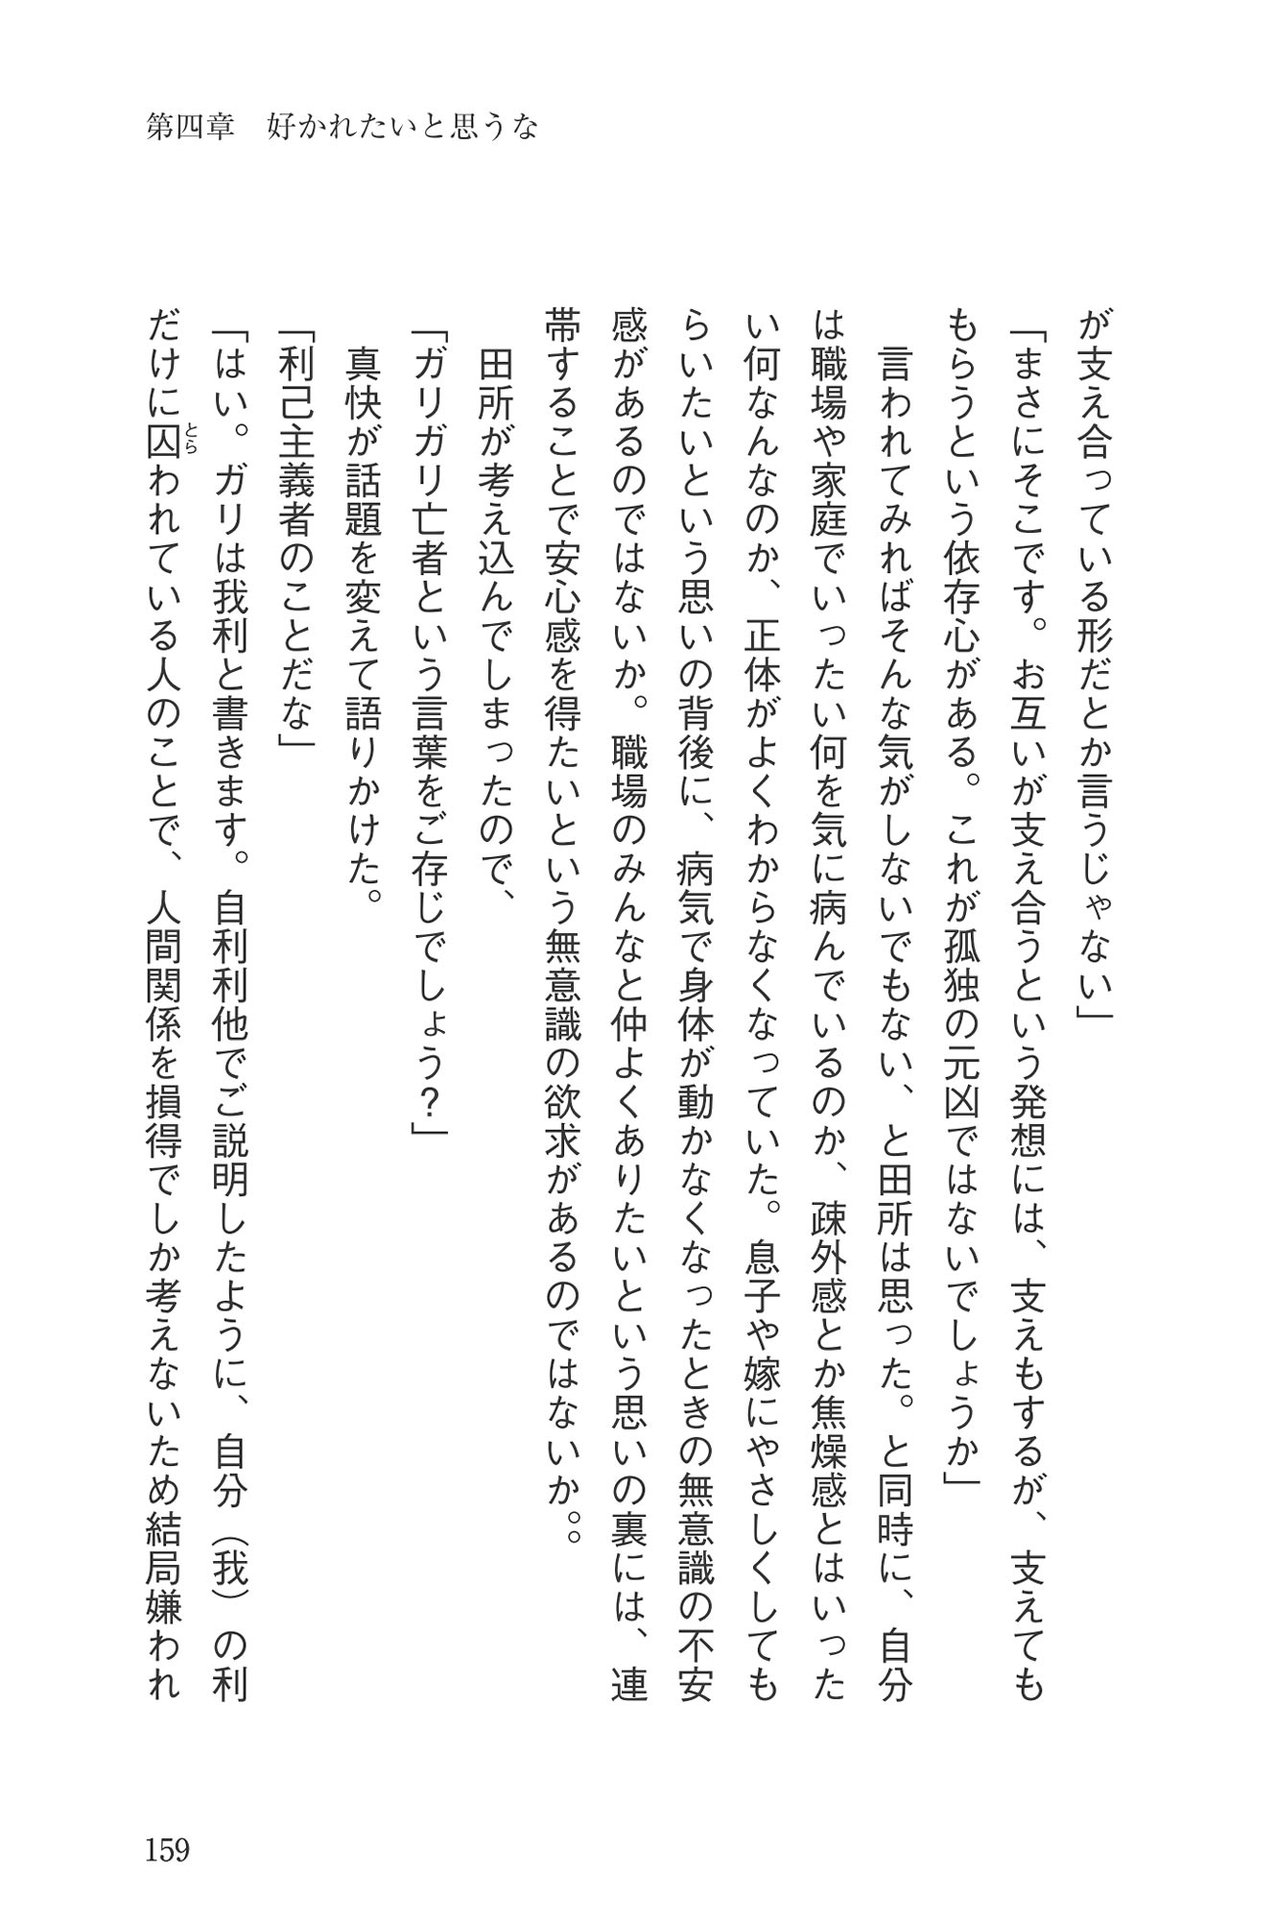 第四章　好かれたいと思うな
が支え合っている形だとか言うじゃない」
「まさにそこです。お互いが支え合うという発想には、支えもするが、支えても
もらうという依存心がある。これが孤独の元凶ではないでしょうか」
　言われてみればそんな気がしないでもない、と田所は思った。と同時に、自分
は職場や家庭でいったい何を気に病んでいるのか、疎外感とか焦燥感とはいった
い何なんなのか、正体がよくわからなくなっていた。息子や嫁にやさしくしても
らいたいという思いの背後に、病気で身体が動かなくなったときの無意識の不安
感があるのではないか。職場のみんなと仲よくありたいという思いの裏には、連
帯することで安心感を得たいという無意識の欲求があるのではないか。。
　田所が考え込んでしまったので、
「ガリガリ亡者という言葉をご存じでしょう？」
　真快が話題を変えて語りかけた。
「利己主義者のことだな」
「はい。ガリは我利と書きます。自利利他でご説明したように、自分（我）の利
だけに囚とらわれている人のことで、人間関係を損得でしか考えないため結局嫌われ
159